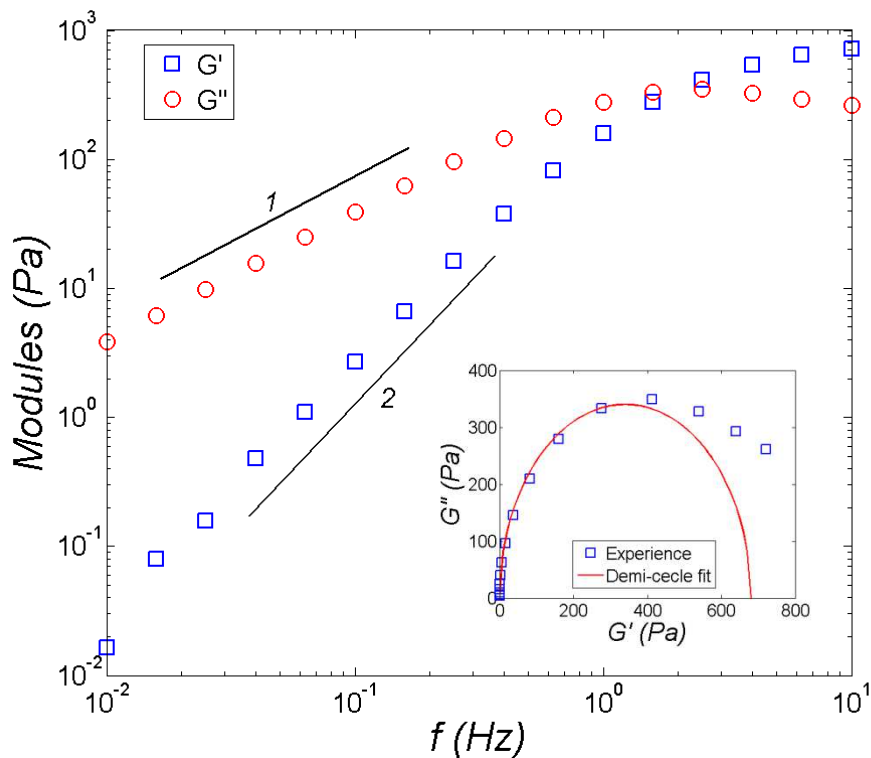 10^3
G'
G''
10^2
1
10^1
Modules (Pa)
10^0
2
10^-1
10^-2
400
300
200
100
0
G'' (Pa)
Experience
Demi-cecle fit
0 200 400 600 800
G' (Pa)
10^-2 10^-1 10^0 10^1
f (Hz)